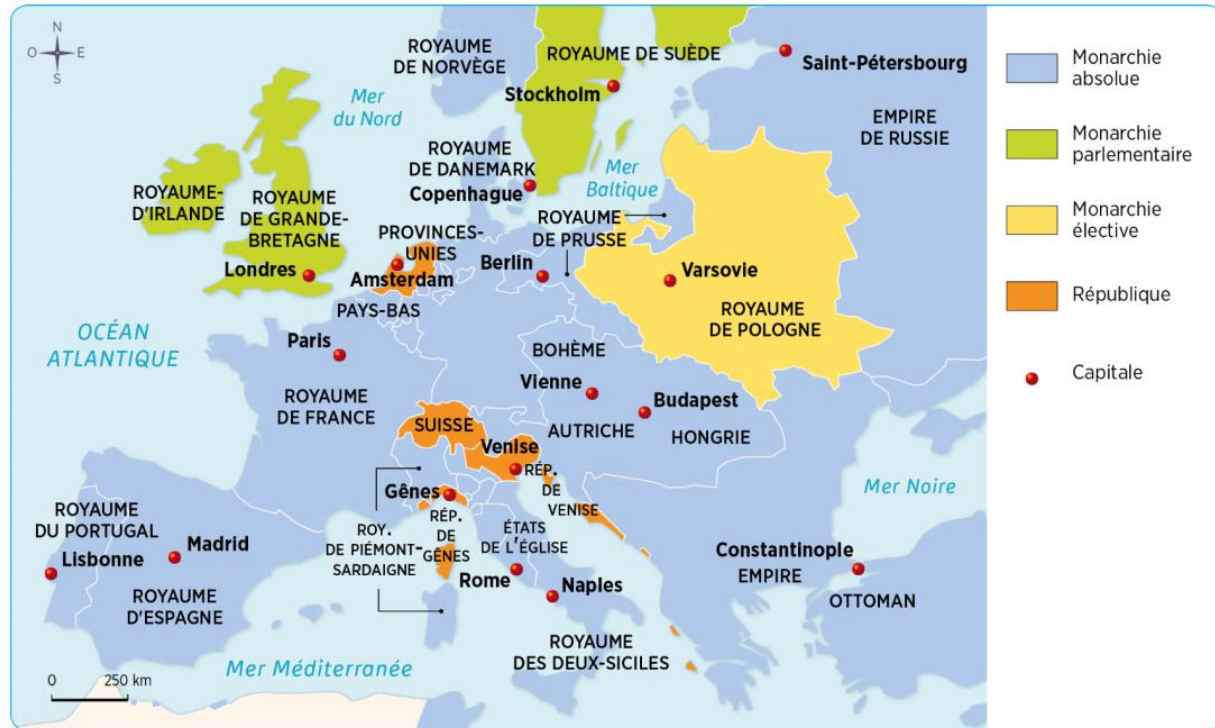 N
O
E
S
ROYAUME
DE NORVÈGE
ROYAUME DE SUÈDE
Stockholm
Saint-Pétersbourg
EMPIRE
DE RUSSIE
Mer
du Nord
ROYAUME
DE DANEMARK
Copenhague
Mer
Baltique
ROYAUME-
D'IRLANDE
ROYAUME
DE GRANDE-
BRETAGNE
Londres
PROVINCES-
UNIES
Amsterdam
ROYAUME
DE PRUSSE
Berlin
Varsovie
ROYAUME
DE POLOGNE
PAYS-BAS
OCÉAN
ATLANTIQUE
Paris
ROYAUME
DE FRANCE
BOHÈME
Vienne
Budapest
AUTRICHE
HONGRIE
SUISSE
Venise
RÉP.
DE
VENISE
Gênes
RÉP.
DE
GÊNES
ROY.
DE PIÉMONT-
SARDAIGNE
ÉTATS
DE L'ÉGLISE
Rome
Naples
ROYAUME
DES DEUX-SICILES
ROYAUME
DU PORTUGAL
Lisbonne
Madrid
ROYAUME
D'ESPAGNE
Mer Noire
Constantinople
EMPIRE
OTTOMAN
Mer Méditerranée
0 250 km
Monarchie
absolue
Monarchie
parlementaire
Monarchie
élective
République
Capitale